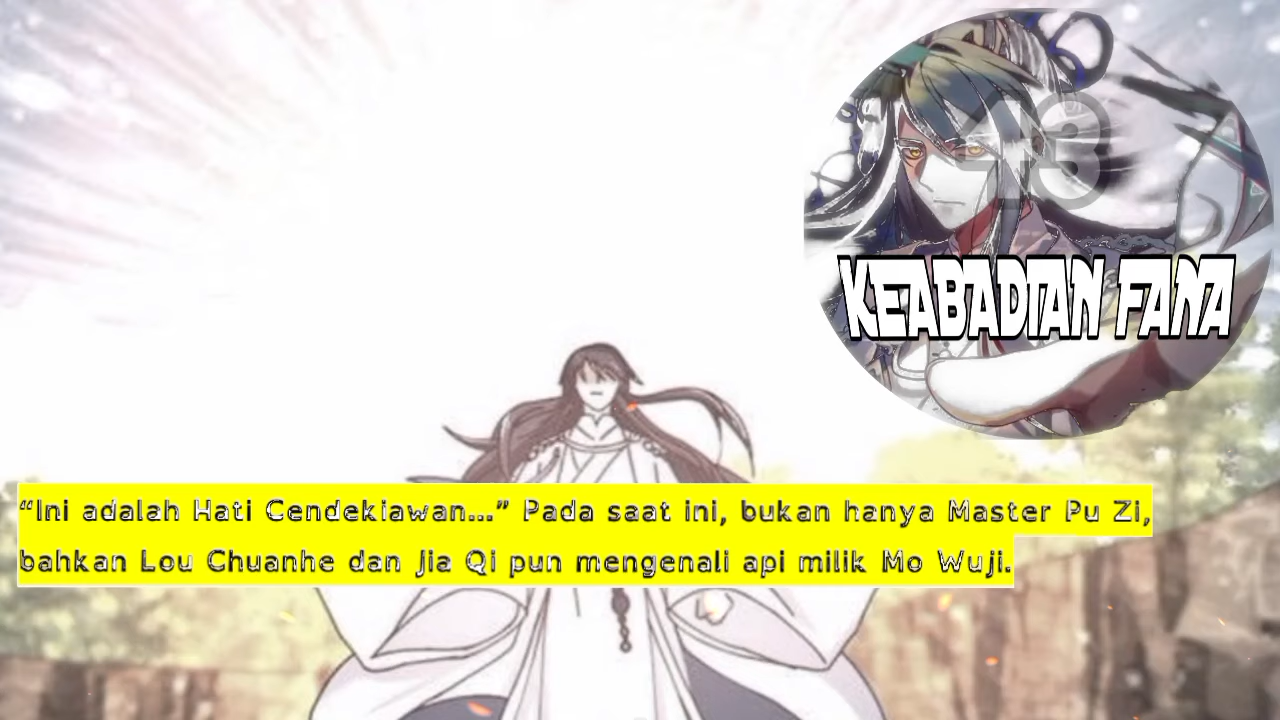 43
KEABADIAN FANA
“Ini adalah Hati Cendekiawan...” Pada saat ini, bukan hanya Master Pu Zi,
bahkan Lou Chuanhe dan Jia Qi pun mengenali api milik Mo Wuji.